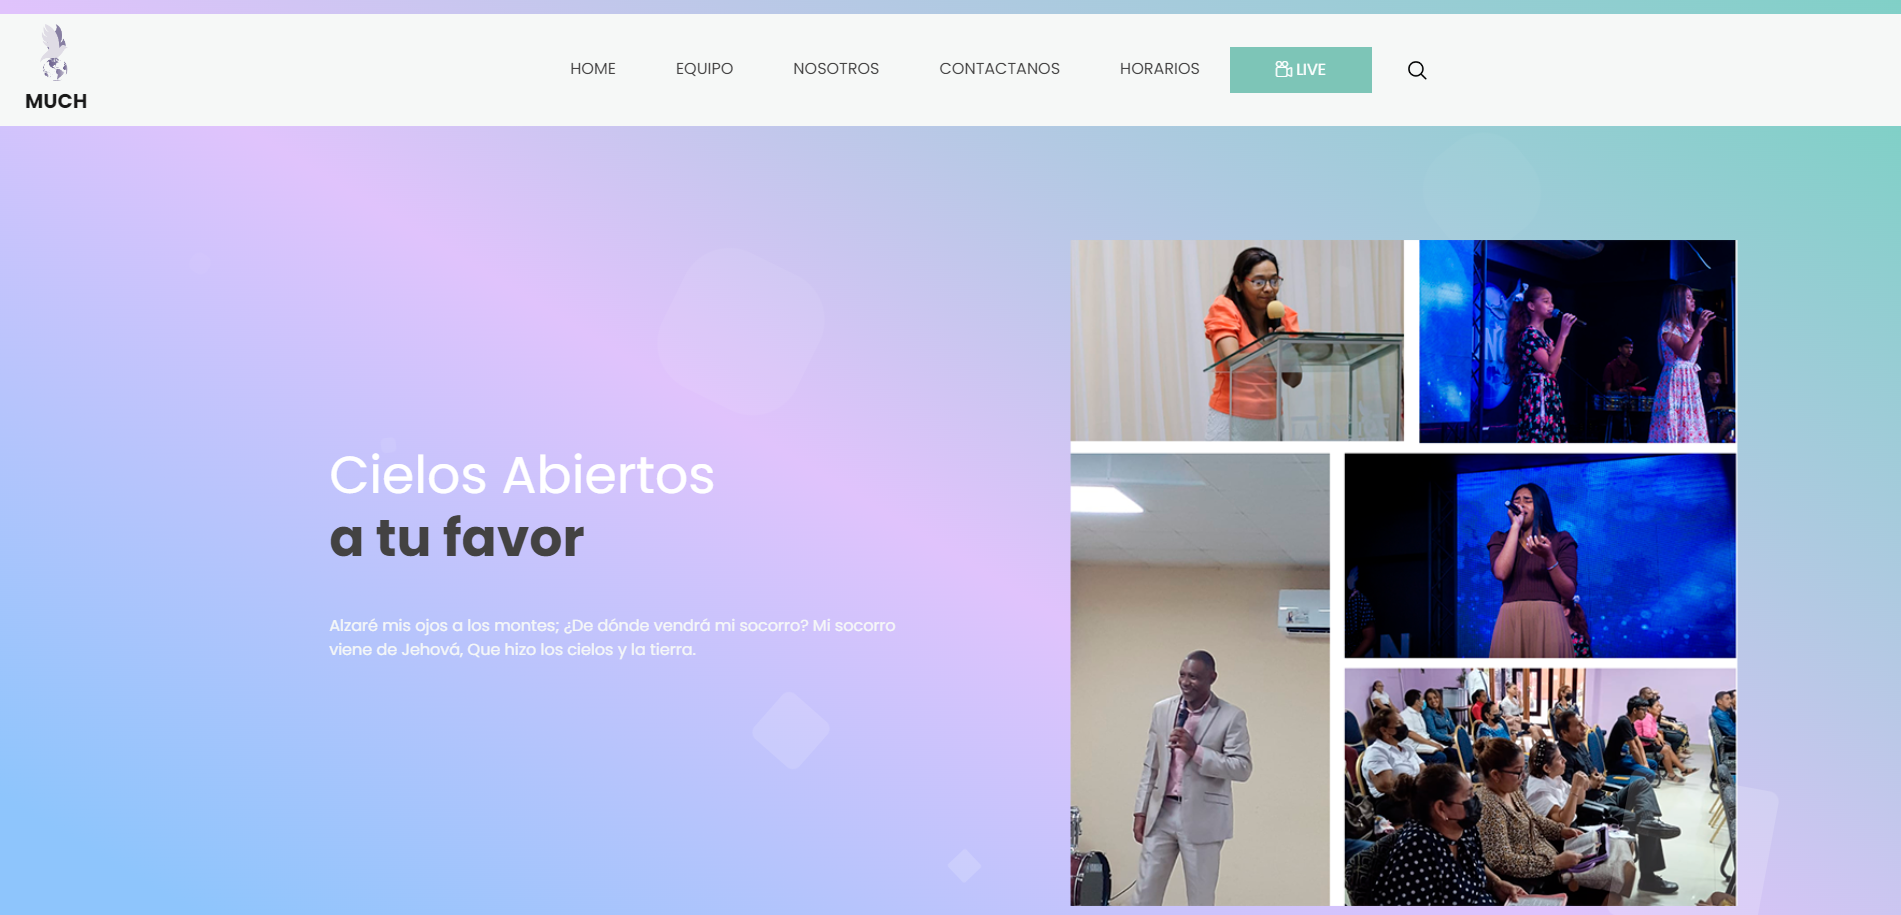 MUCH
HOME
EQUIPO
NOSOTROS
CONTACTANOS
HORARIOS
LIVE
Cielos Abiertos
a tu favor
Alzaré mis ojos a los montes; ¿De dónde vendrá mi socorro? Mi socorro
viene de Jehová, Que hizo los cielos y la tierra.